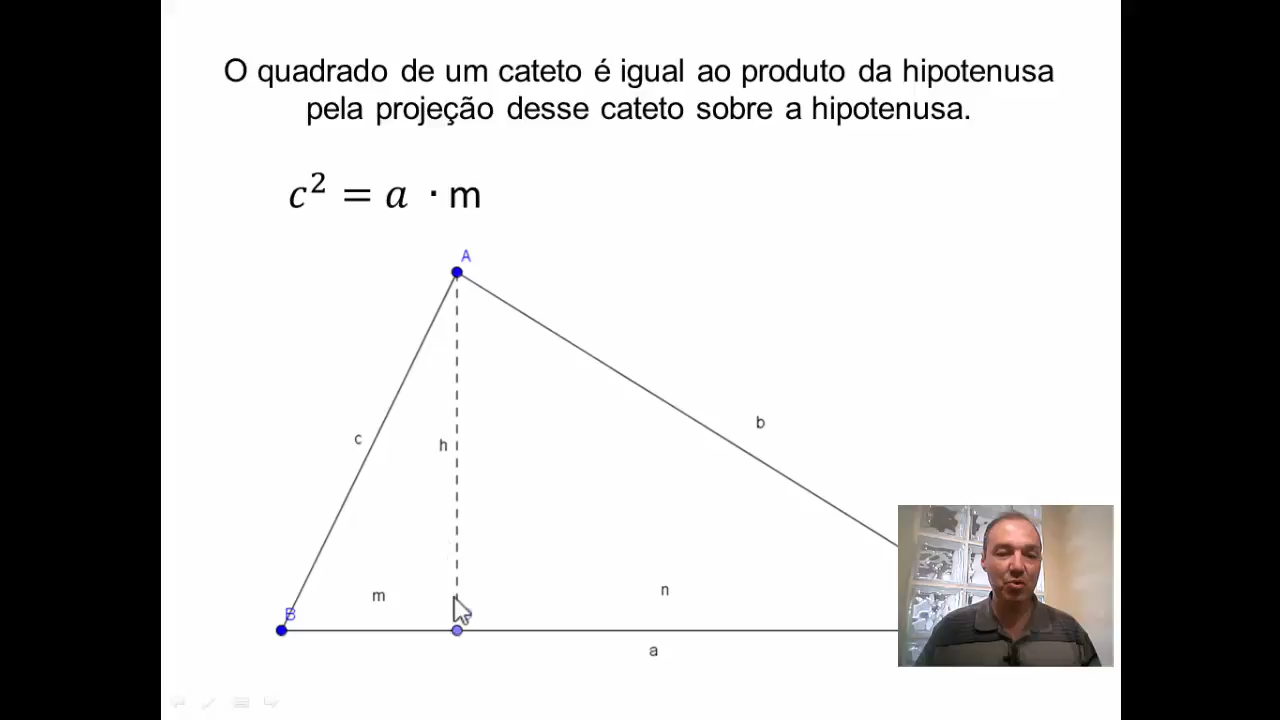 O quadrado de um cateto é igual ao produto da hipotenusa
pela projeção desse cateto sobre a hipotenusa.
c² = a · m
A
c
h
b
B
m
n
a